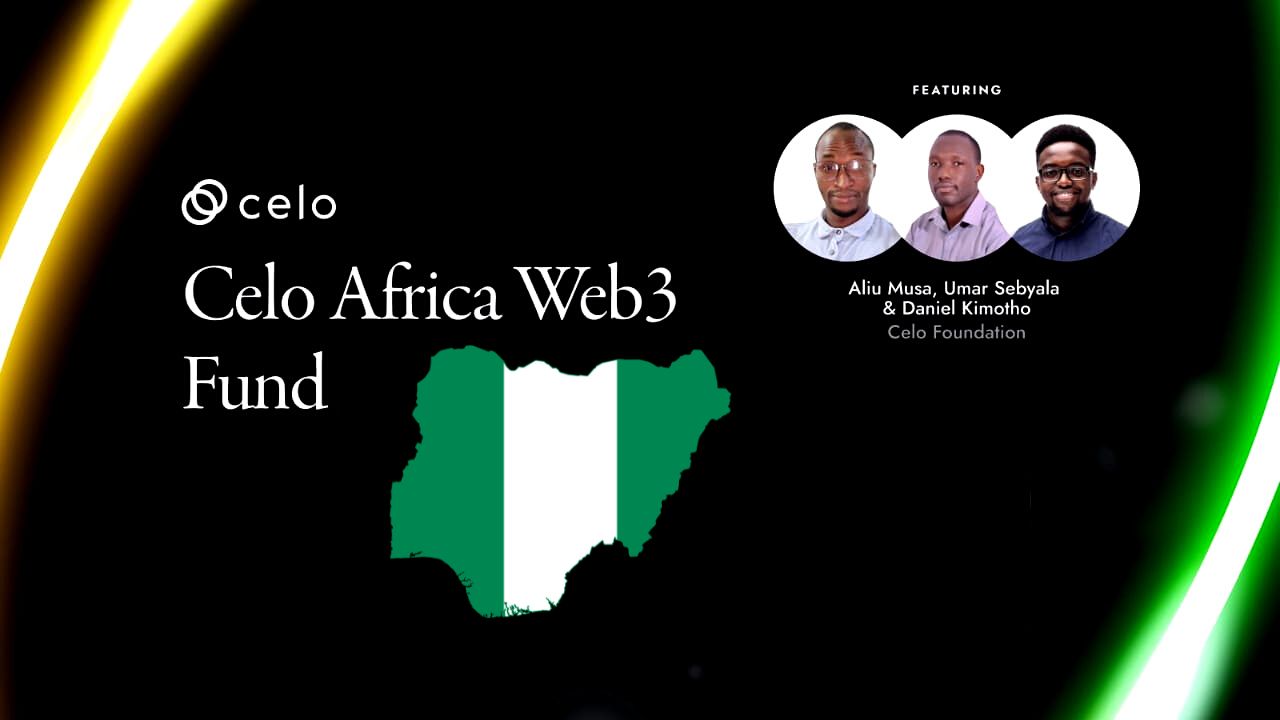 celo
Celo Africa Web3
Fund
FEATURING
Aliu Musa, Umar Sebyala
& Daniel Kimotho
Celo Foundation